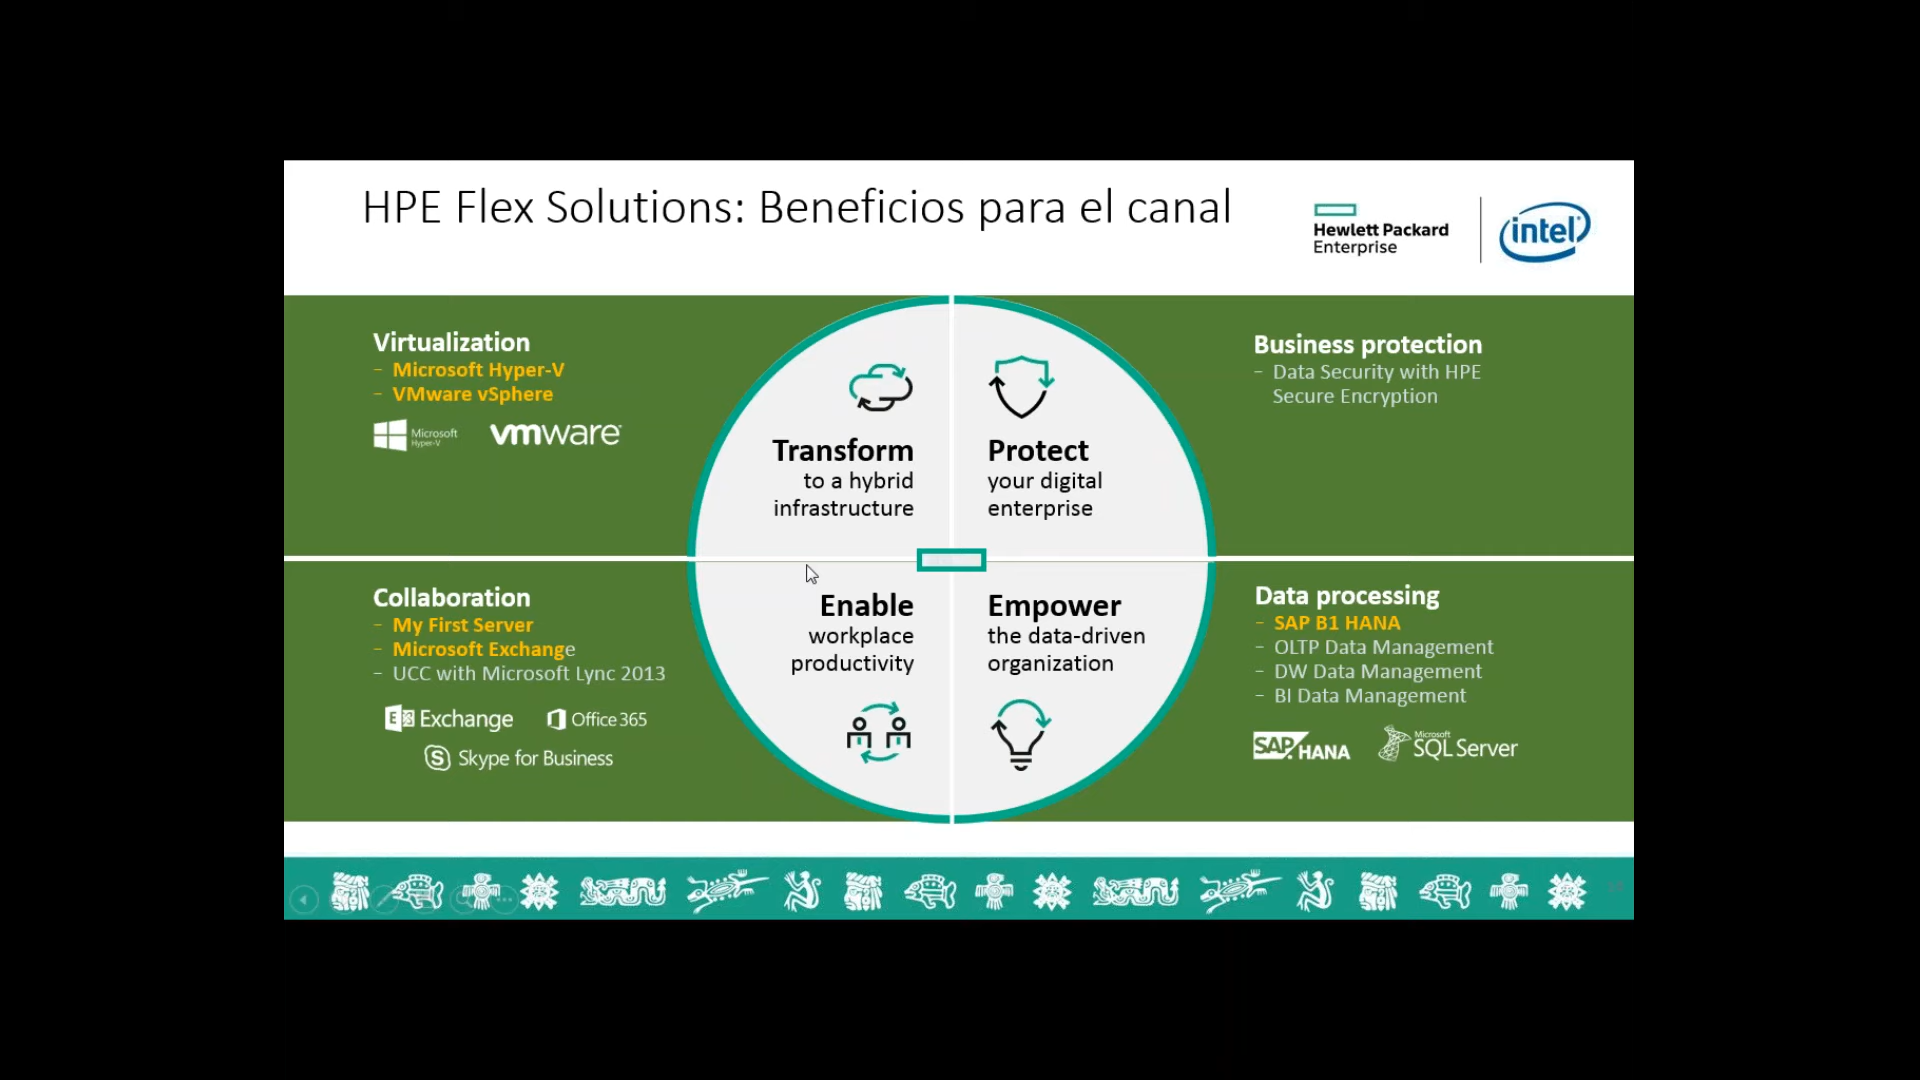 HPE Flex Solutions: Beneficios para el canal
Hewlett Packard
Enterprise
intel
Virtualization
- Microsoft Hyper-V
- VMware vSphere
Microsoft
Hyper-V
vmware
Transform
to a hybrid
infrastructure
Protect
your digital
enterprise
Business protection
- Data Security with HPE
Secure Encryption
Collaboration
- My First Server
- Microsoft Exchange
- UCC with Microsoft Lync 2013
Exchange
Office 365
Skype for Business
Enable
workplace
productivity
Empower
the data-driven
organization
Data processing
- SAP B1 HANA
- OLTP Data Management
- DW Data Management
- BI Data Management
SAP HANA
Microsoft
SQL Server